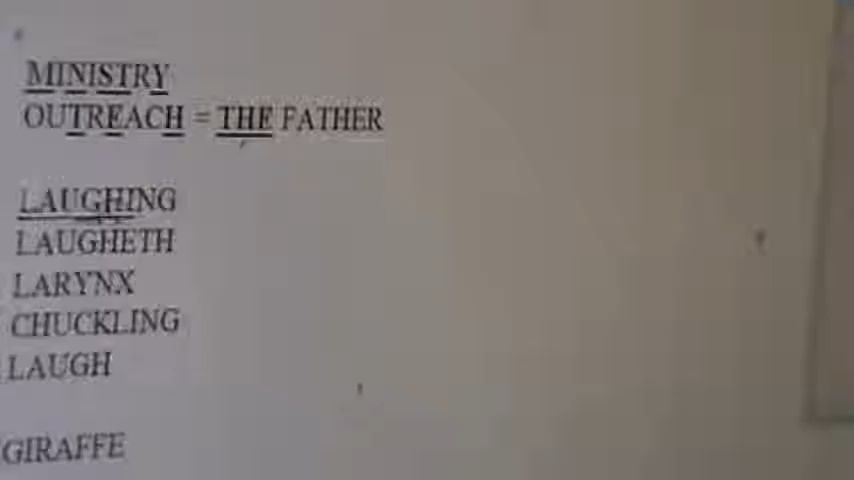 MINISTRY
OUTREACH = THE FATHER
LAUGHING
LAUGHETH
LARYNX
CHUCKLING
LAUGH
GIRAFFE